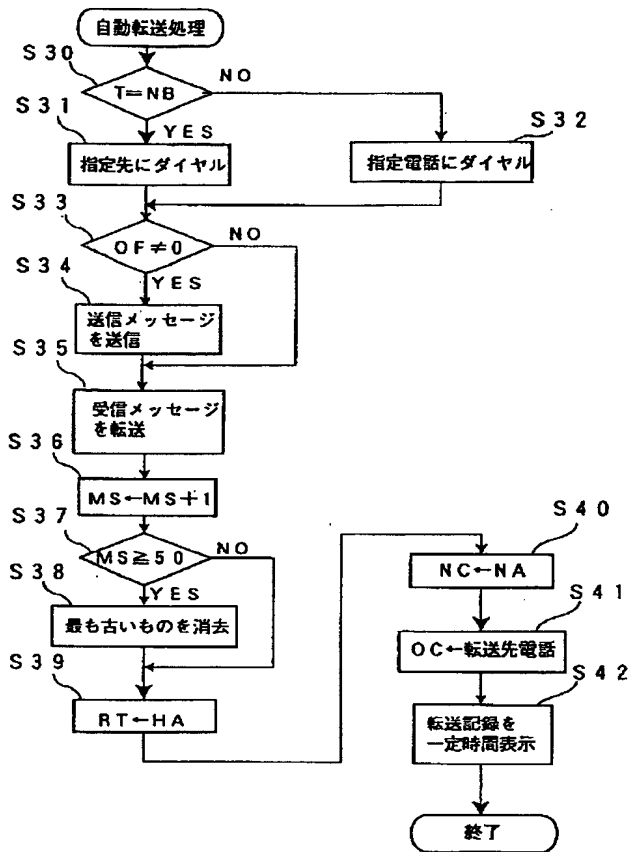 自動転送処理
S30
T=NB
NO
S31
YES
S32
指定先にダイヤル
指定電話にダイヤル
S33
OF≠0
NO
S34
YES
送信メッセージ
を送信
S35
受信メッセージ
を転送
S36
MS←MS+1
S37
MS≧50
NO
S38
YES
最も古いものを消去
S39
RT←HA
S40
NC←NA
S41
OC←転送先電話
S42
転送記録を
一定時間表示
終了